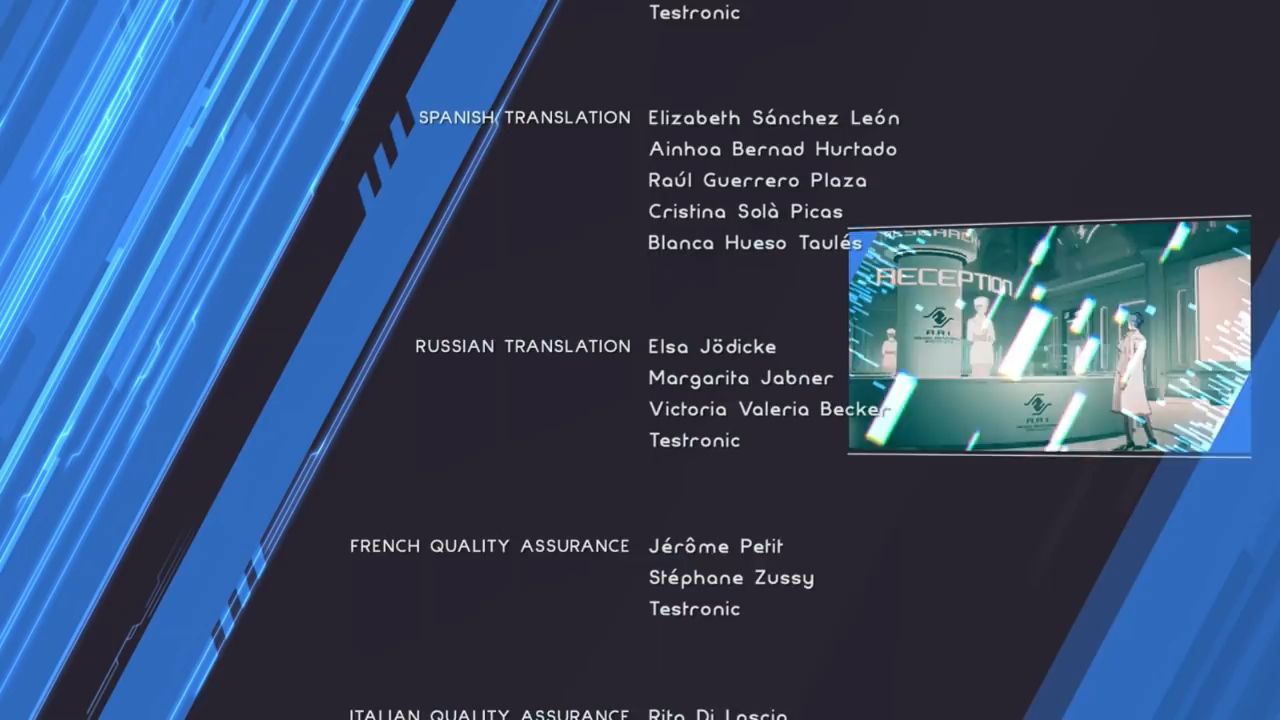 Testronic
SPANISH TRANSLATION Elizabeth Sánchez León
Ainhoa Bernad Hurtado
Raúl Guerrero Plaza
Cristina Solà Picas
Blanca Hueso Taulés
RECEPTION
A.A.I.
RUSSIAN TRANSLATION Elsa Jödicke
Margarita Jabner
Victoria Valeria Becker
Testronic
A.A.I.
FRENCH QUALITY ASSURANCE Jérôme Petit
Stéphane Zussy
Testronic
ITALIAN QUALITY ASSURANCE Rita Di Lascio